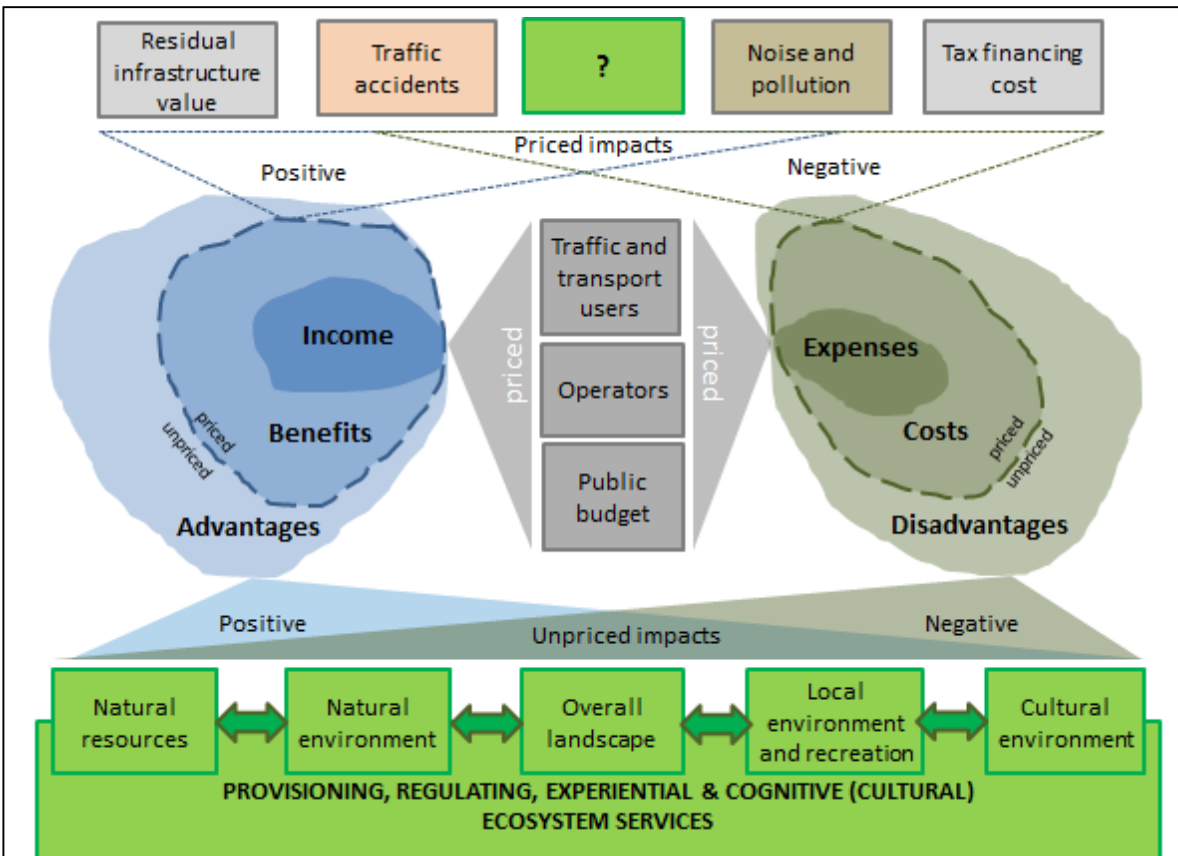 Residual
infrastructure
value
Traffic
accidents
?
Noise and
pollution
Tax financing
cost
Priced impacts
Positive
Negative
Traffic and
transport
users
Income
priced
priced
Expenses
Operators
Benefits
priced
unpriced
Costs
priced
unpriced
Public
budget
Advantages
Disadvantages
Positive
Unpriced impacts
Negative
Natural
resources
Natural
environment
Overall
landscape
Local
environment
and recreation
Cultural
environment
PROVISIONING, REGULATING, EXPERIENTIAL & COGNITIVE (CULTURAL)
ECOSYSTEM SERVICES